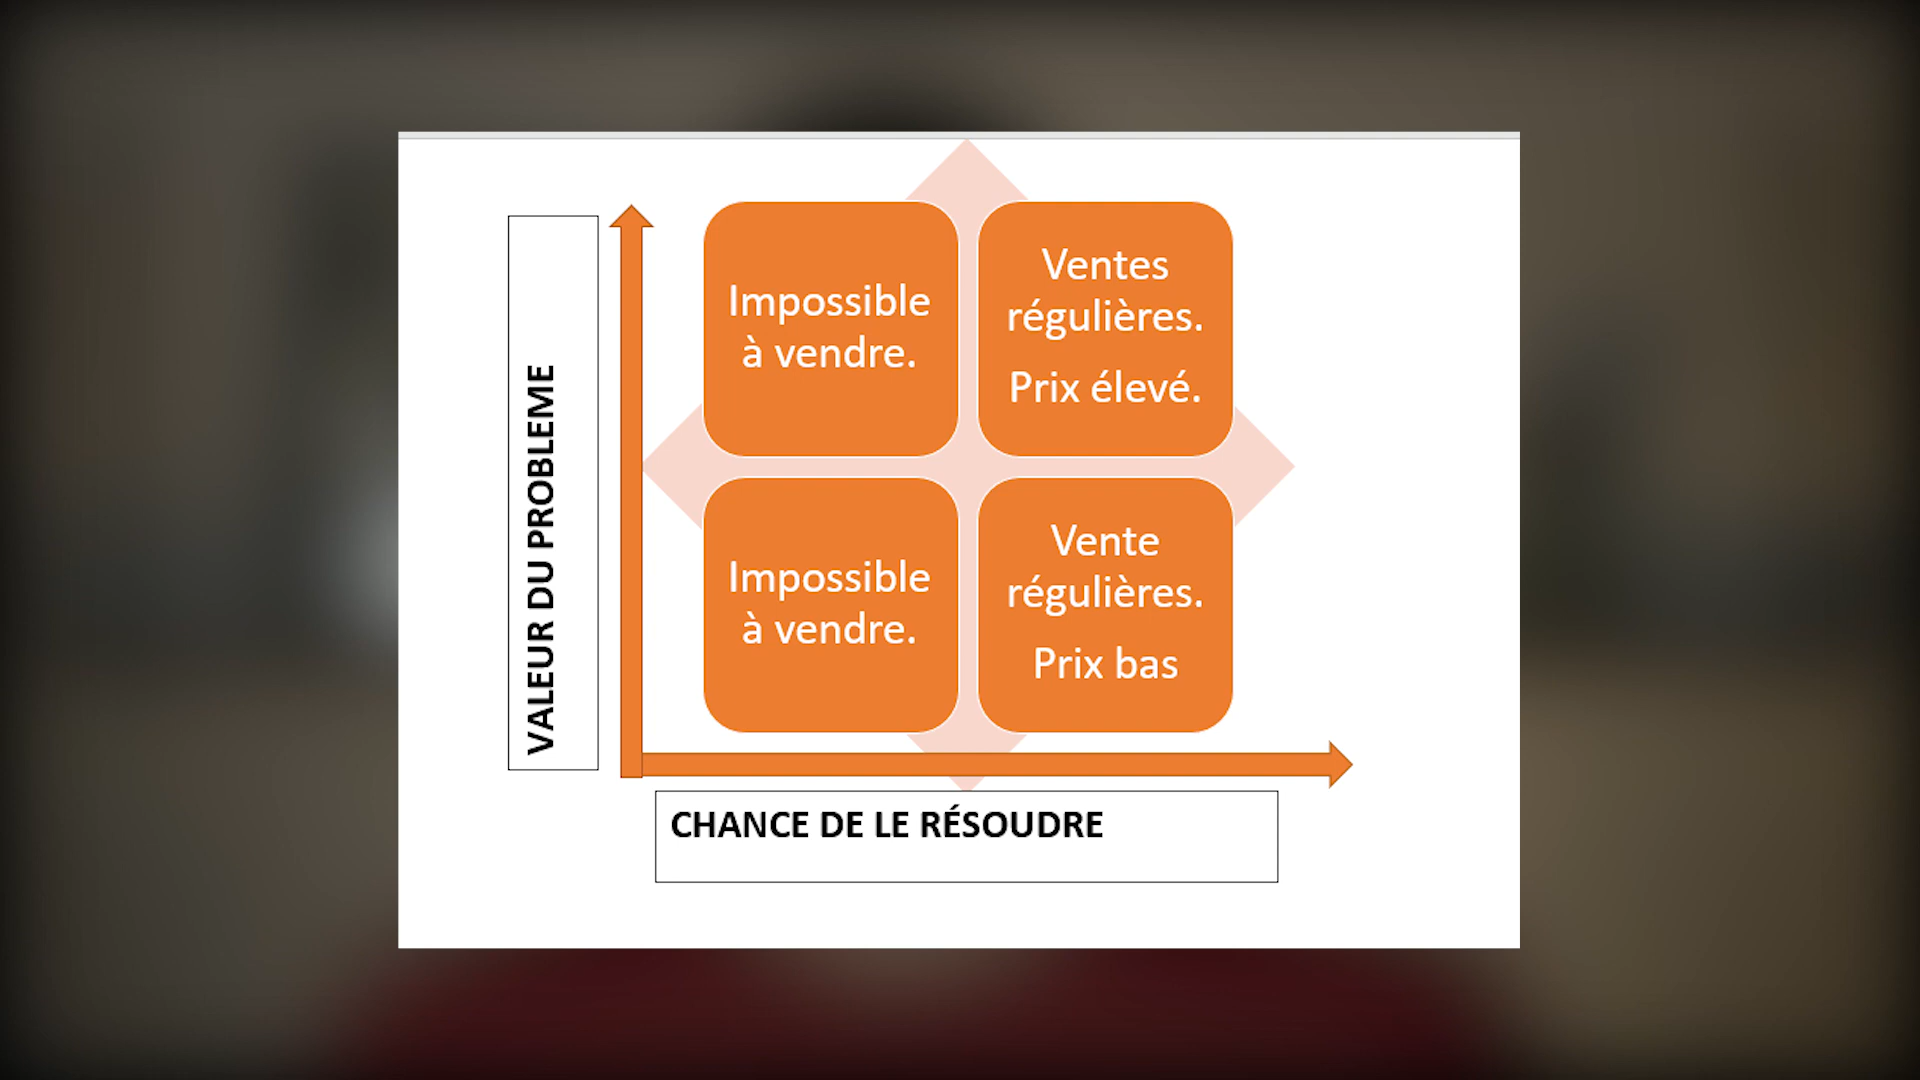 VALEUR DU PROBLEME
Impossible
à vendre.
Ventes
régulières.
Prix élevé.
Impossible
à vendre.
Vente
régulières.
Prix bas
CHANCE DE LE RÉSOUDRE